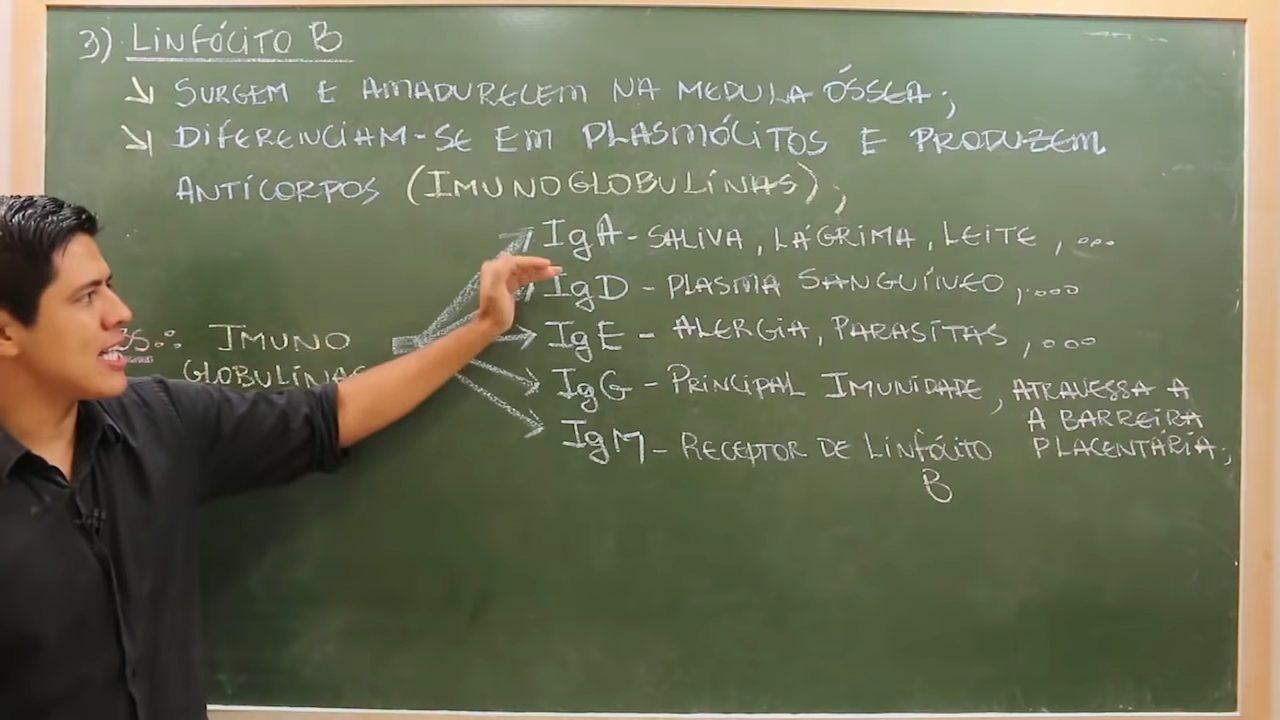 3). LINFÓCITO B
↘ SURGEM E AMADURECEM NA MEDULA ÓSSEA;
↘ DIFERENCIAM-SE EM PLASMÓCITOS E PRODUZEM
ANTICORPOS (IMUNOGLOBULINAS);
IgA - SALIVA, LÁGRIMA, LEITE, ...
IgD - PLASMA SANGUÍNEO, ....
OS.: IMUNO
GLOBULINAS
IgE - ALERGIA, PARASITAS, ...
IgG - PRINCIPAL IMUNIDADE, ATRAVESSA A
A BARREIRA
PLACENTÁRIA;
IgM - RECEPTOR DE LINFÓCITO
B